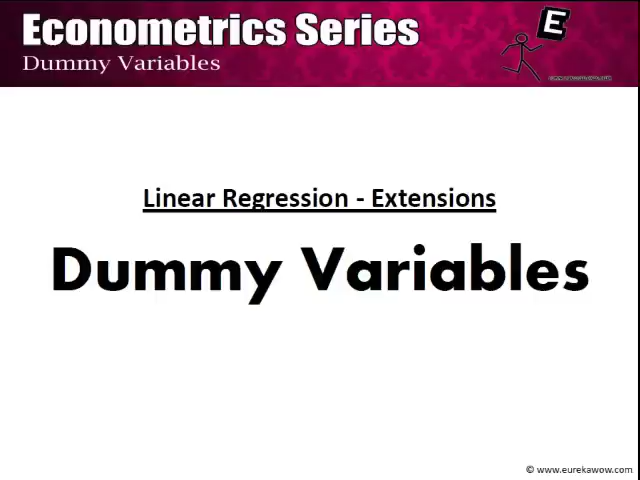 Econometrics Series
Dummy Variables
E
Linear Regression - Extensions
Dummy Variables
© www.eurekawow.com